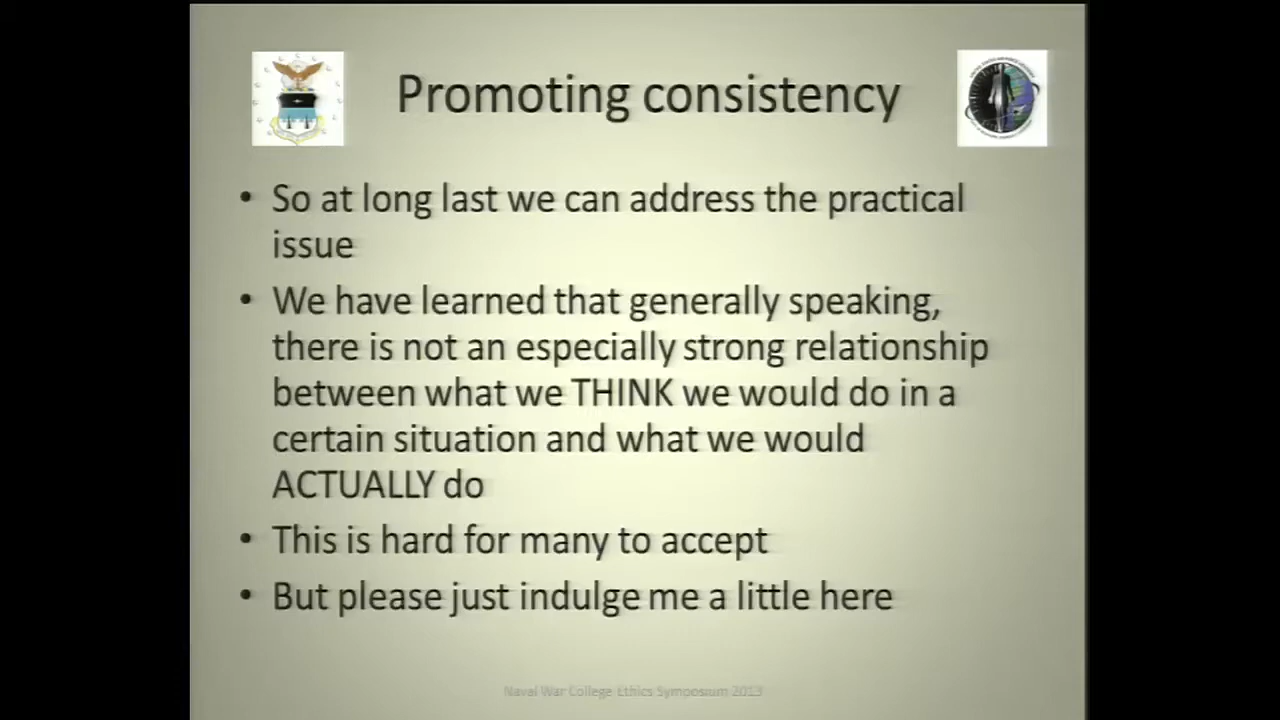 Promoting consistency
• So at long last we can address the practical
issue
• We have learned that generally speaking,
there is not an especially strong relationship
between what we THINK we would do in a
certain situation and what we would
ACTUALLY do
• This is hard for many to accept
• But please just indulge me a little here
Naval War College Ethics Symposium 2013